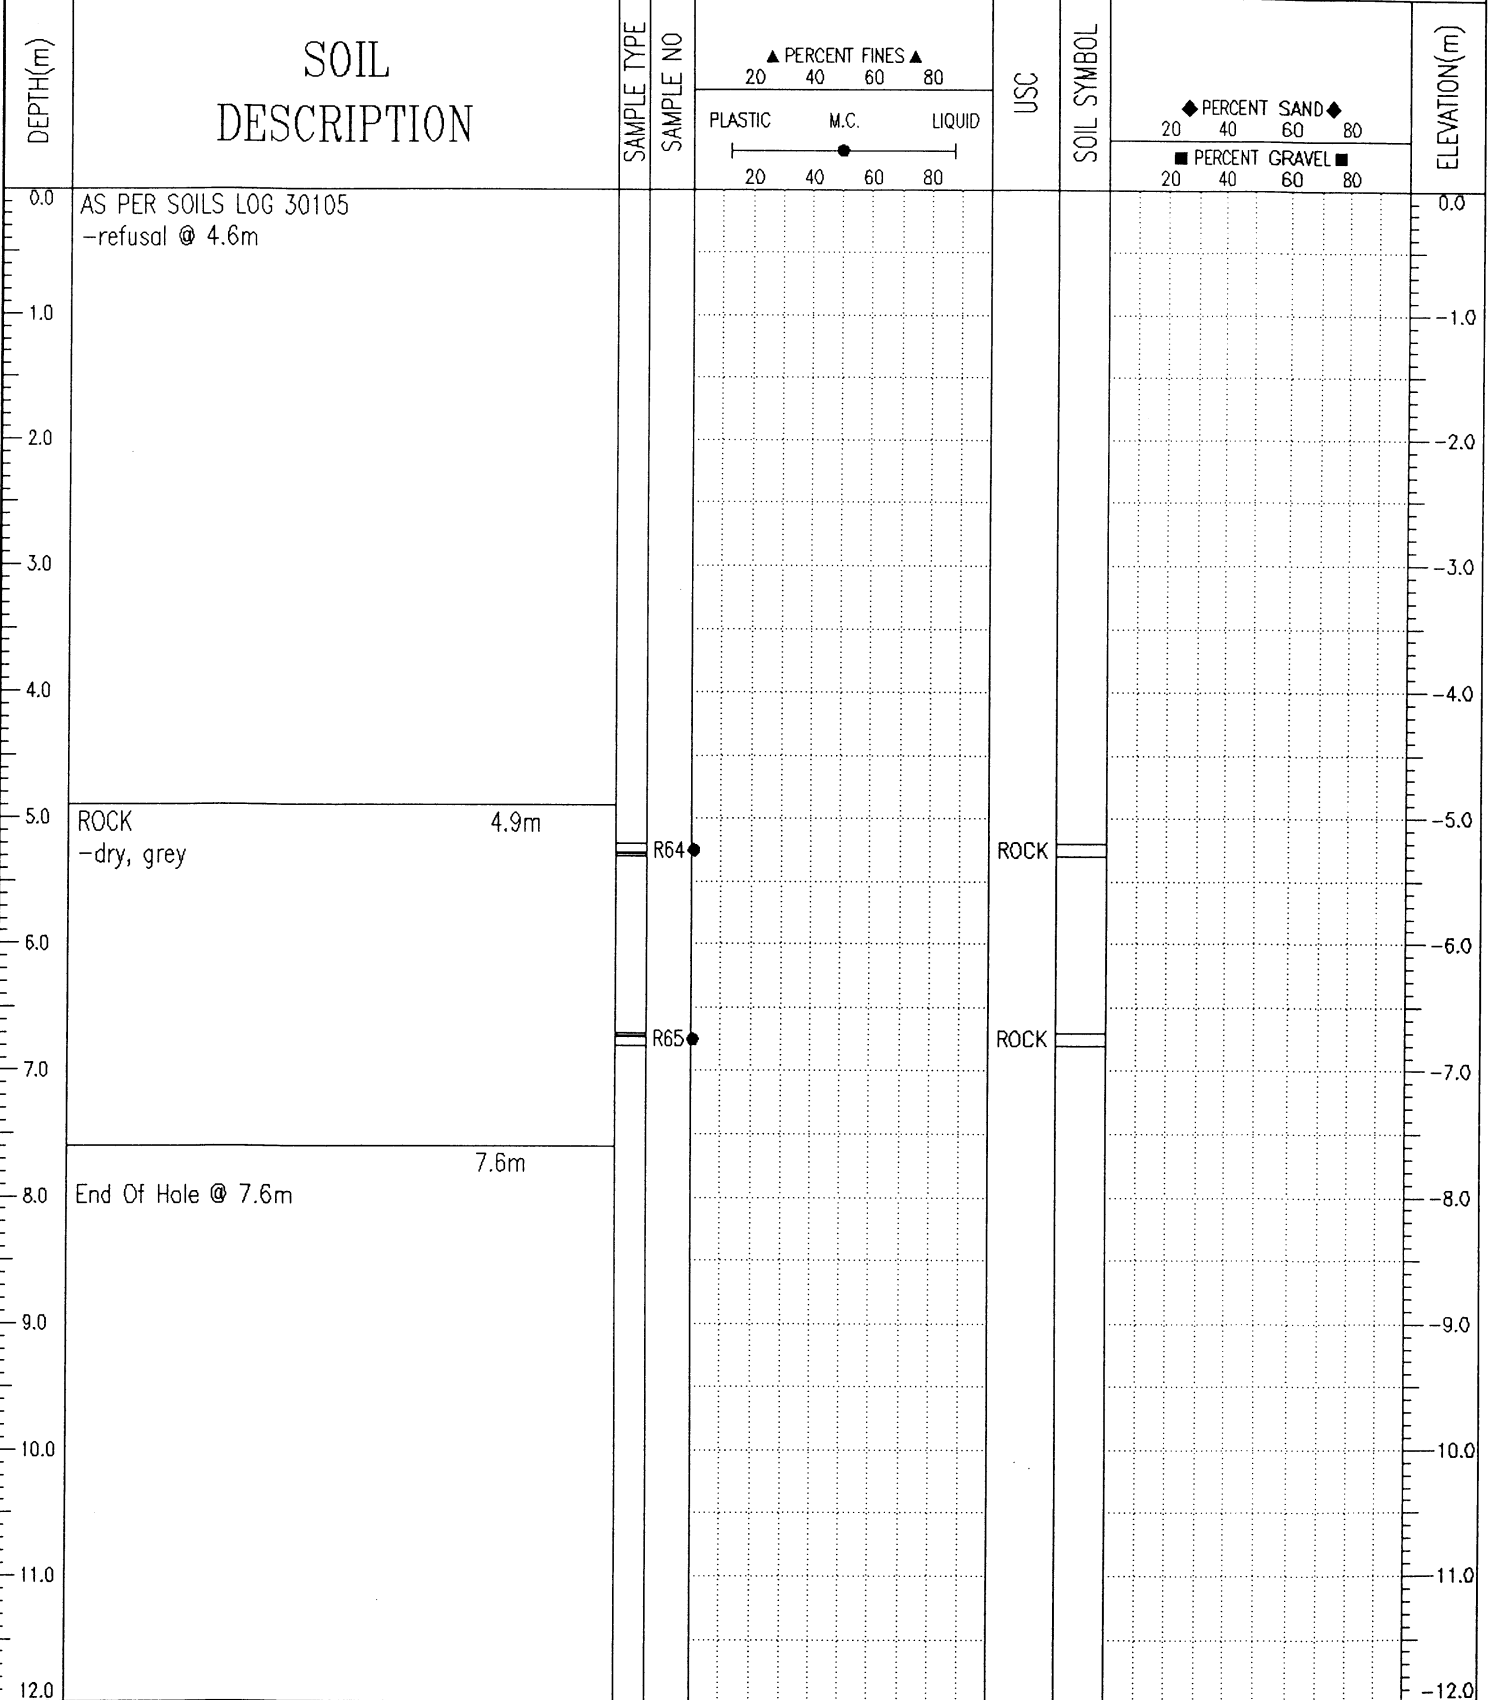 DEPTH(m)
SOIL
DESCRIPTION
SAMPLE TYPE
SAMPLE NO
▲ PERCENT FINES ▲
20 40 60 80
PLASTIC M.C. LIQUID
20 40 60 80
USC
SOIL SYMBOL
◆ PERCENT SAND ◆
20 40 60 80
■ PERCENT GRAVEL ■
20 40 60 80
ELEVATION(m)
0.0 AS PER SOILS LOG 30105 0.0
-refusal @ 4.6m
1.0 -1.0
2.0 -2.0
3.0 -3.0
4.0 -4.0
5.0 ROCK 4.9m -5.0
-dry, grey R64 ROCK
6.0 -6.0
R65 ROCK
7.0 -7.0
7.6m
8.0 End Of Hole @ 7.6m -8.0
9.0 -9.0
10.0 -10.0
11.0 -11.0
12.0 -12.0